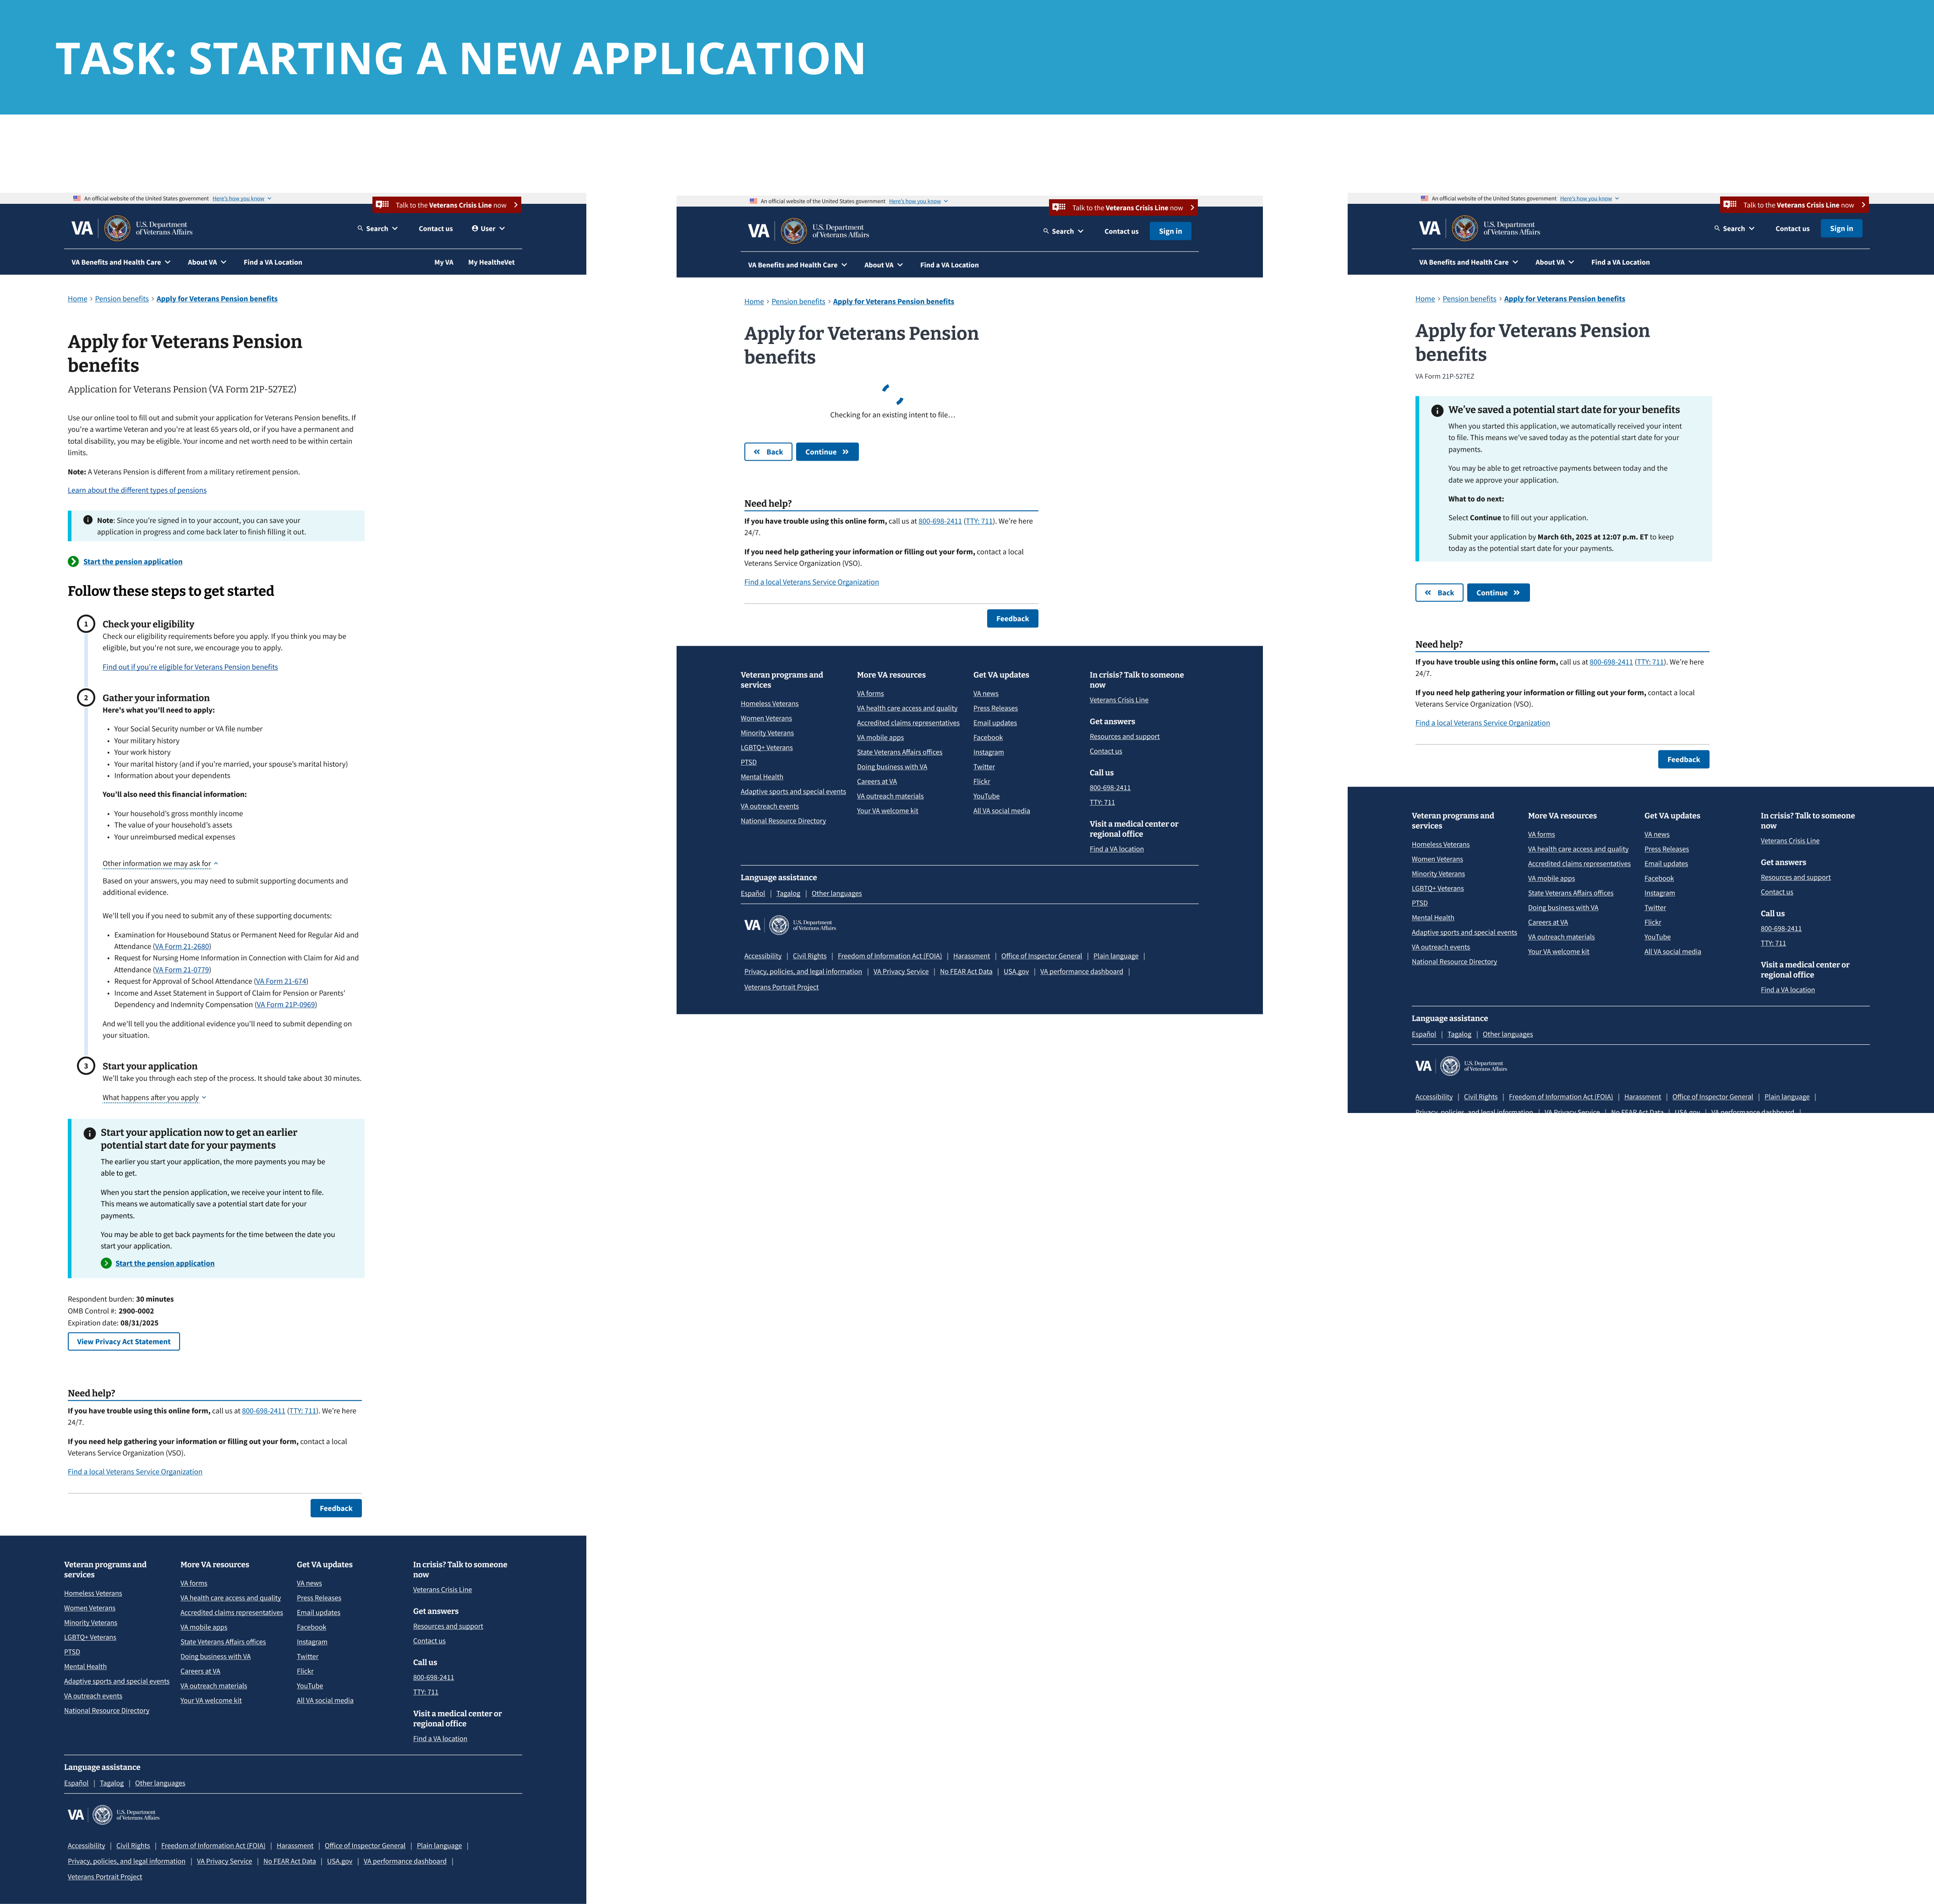 TASK: STARTING A NEW APPLICATION
An official website of the United States government Here's how you know
Talk to the Veterans Crisis Line now
VA
U.S. Department
of Veterans Affairs
Search
Contact us
User
VA Benefits and Health Care
About VA
Find a VA Location
My VA
My HealtheVet
Home › Pension benefits › Apply for Veterans Pension benefits
Apply for Veterans Pension
benefits
Application for Veterans Pension (VA Form 21P-527EZ)
Use our online tool to fill out and submit your application for Veterans Pension benefits. If
you're a wartime Veteran and you're at least 65 years old, or if you have a permanent and
total disability, you may be eligible. Your income and net worth need to be within certain
limits.
Note: A Veterans Pension is different from a military retirement pension.
Learn about the different types of pensions
Note: Since you're signed in to your account, you can save your
application in progress and come back later to finish filling it out.
Start the pension application
Follow these steps to get started
1
Check your eligibility
Check our eligibility requirements before you apply. If you think you may be
eligible, but you're not sure, we encourage you to apply.
Find out if you're eligible for Veterans Pension benefits
2
Gather your information
Here's what you'll need to apply:
• Your Social Security number or VA file number
• Your military history
• Your work history
• Your marital history (and if you're married, your spouse's marital history)
• Information about your dependents
You'll also need this financial information:
• Your household's gross monthly income
• The value of your household's assets
• Your unreimbursed medical expenses
Other information we may ask for
Based on your answers, you may need to submit supporting documents and
additional evidence.
We'll tell you if you need to submit any of these supporting documents:
• Examination for Housebound Status or Permanent Need for Regular Aid and
Attendance (VA Form 21-2680)
• Request for Nursing Home Information in Connection with Claim for Aid and
Attendance (VA Form 21-0779)
• Request for Approval of School Attendance (VA Form 21-674)
• Income and Asset Statement in Support of Claim for Pension or Parents'
Dependency and Indemnity Compensation (VA Form 21P-0969)
And we'll tell you the additional evidence you'll need to submit depending on
your situation.
3
Start your application
We'll take you through each step of the process. It should take about 30 minutes.
What happens after you apply
Start your application now to get an earlier
potential start date for your payments
The earlier you start your application, the more payments you may be
able to get.
When you start the pension application, we receive your intent to file.
This means we automatically save a potential start date for your
payments.
You may be able to get back payments for the time between the date you
start your application.
Start the pension application
Respondent burden: 30 minutes
OMB Control #: 2900-0002
Expiration date: 08/31/2025
View Privacy Act Statement
Need help?
If you have trouble using this online form, call us at 800-698-2411 (TTY: 711). We're here
24/7.
If you need help gathering your information or filling out your form, contact a local
Veterans Service Organization (VSO).
Find a local Veterans Service Organization
Feedback
Veteran programs and
services
Homeless Veterans
Women Veterans
Minority Veterans
LGBTQ+ Veterans
PTSD
Mental Health
Adaptive sports and special events
VA outreach events
National Resource Directory
More VA resources
VA forms
VA health care access and quality
Accredited claims representatives
VA mobile apps
State Veterans Affairs offices
Doing business with VA
Careers at VA
VA outreach materials
Your VA welcome kit
Get VA updates
VA news
Press Releases
Email updates
Facebook
Instagram
Twitter
Flickr
YouTube
All VA social media
In crisis? Talk to someone
now
Veterans Crisis Line
Get answers
Resources and support
Contact us
Call us
800-698-2411
TTY: 711
Visit a medical center or
regional office
Find a VA location
Language assistance
Español | Tagalog | Other languages
VA
U.S. Department
of Veterans Affairs
Accessibility | Civil Rights | Freedom of Information Act (FOIA) | Harassment | Office of Inspector General | Plain language |
Privacy, policies, and legal information | VA Privacy Service | No FEAR Act Data | USA.gov | VA performance dashboard |
Veterans Portrait Project
An official website of the United States government Here's how you know
Talk to the Veterans Crisis Line now
VA
U.S. Department
of Veterans Affairs
Search
Contact us
Sign in
VA Benefits and Health Care
About VA
Find a VA Location
Home › Pension benefits › Apply for Veterans Pension benefits
Apply for Veterans Pension
benefits
Checking for an existing intent to file…
Back
Continue
Need help?
If you have trouble using this online form, call us at 800-698-2411 (TTY: 711). We're here
24/7.
If you need help gathering your information or filling out your form, contact a local
Veterans Service Organization (VSO).
Find a local Veterans Service Organization
Feedback
Veteran programs and
services
Homeless Veterans
Women Veterans
Minority Veterans
LGBTQ+ Veterans
PTSD
Mental Health
Adaptive sports and special events
VA outreach events
National Resource Directory
More VA resources
VA forms
VA health care access and quality
Accredited claims representatives
VA mobile apps
State Veterans Affairs offices
Doing business with VA
Careers at VA
VA outreach materials
Your VA welcome kit
Get VA updates
VA news
Press Releases
Email updates
Facebook
Instagram
Twitter
Flickr
YouTube
All VA social media
In crisis? Talk to someone
now
Veterans Crisis Line
Get answers
Resources and support
Contact us
Call us
800-698-2411
TTY: 711
Visit a medical center or
regional office
Find a VA location
Language assistance
Español | Tagalog | Other languages
VA
U.S. Department
of Veterans Affairs
Accessibility | Civil Rights | Freedom of Information Act (FOIA) | Harassment | Office of Inspector General | Plain language |
Privacy, policies, and legal information | VA Privacy Service | No FEAR Act Data | USA.gov | VA performance dashboard |
Veterans Portrait Project
An official website of the United States government Here's how you know
Talk to the Veterans Crisis Line now
VA
U.S. Department
of Veterans Affairs
Search
Contact us
Sign in
VA Benefits and Health Care
About VA
Find a VA Location
Home › Pension benefits › Apply for Veterans Pension benefits
Apply for Veterans Pension
benefits
VA Form 21P-527EZ
We've saved a potential start date for your benefits
When you started this application, we automatically received your intent
to file. This means we've saved today as the potential start date for your
payments.
You may be able to get retroactive payments between today and the
date we approve your application.
What to do next:
Select Continue to fill out your application.
Submit your application by March 6th, 2025 at 12:07 p.m. ET to keep
today as the potential start date for your payments.
Back
Continue
Need help?
If you have trouble using this online form, call us at 800-698-2411 (TTY: 711). We're here
24/7.
If you need help gathering your information or filling out your form, contact a local
Veterans Service Organization (VSO).
Find a local Veterans Service Organization
Feedback
Veteran programs and
services
Homeless Veterans
Women Veterans
Minority Veterans
LGBTQ+ Veterans
PTSD
Mental Health
Adaptive sports and special events
VA outreach events
National Resource Directory
More VA resources
VA forms
VA health care access and quality
Accredited claims representatives
VA mobile apps
State Veterans Affairs offices
Doing business with VA
Careers at VA
VA outreach materials
Your VA welcome kit
Get VA updates
VA news
Press Releases
Email updates
Facebook
Instagram
Twitter
Flickr
YouTube
All VA social media
In crisis? Talk to someone
now
Veterans Crisis Line
Get answers
Resources and support
Contact us
Call us
800-698-2411
TTY: 711
Visit a medical center or
regional office
Find a VA location
Language assistance
Español | Tagalog | Other languages
VA
U.S. Department
of Veterans Affairs
Accessibility | Civil Rights | Freedom of Information Act (FOIA) | Harassment | Office of Inspector General | Plain language |
Privacy, policies, and legal information | VA Privacy Service | No FEAR Act Data | USA.gov | VA performance dashboard |